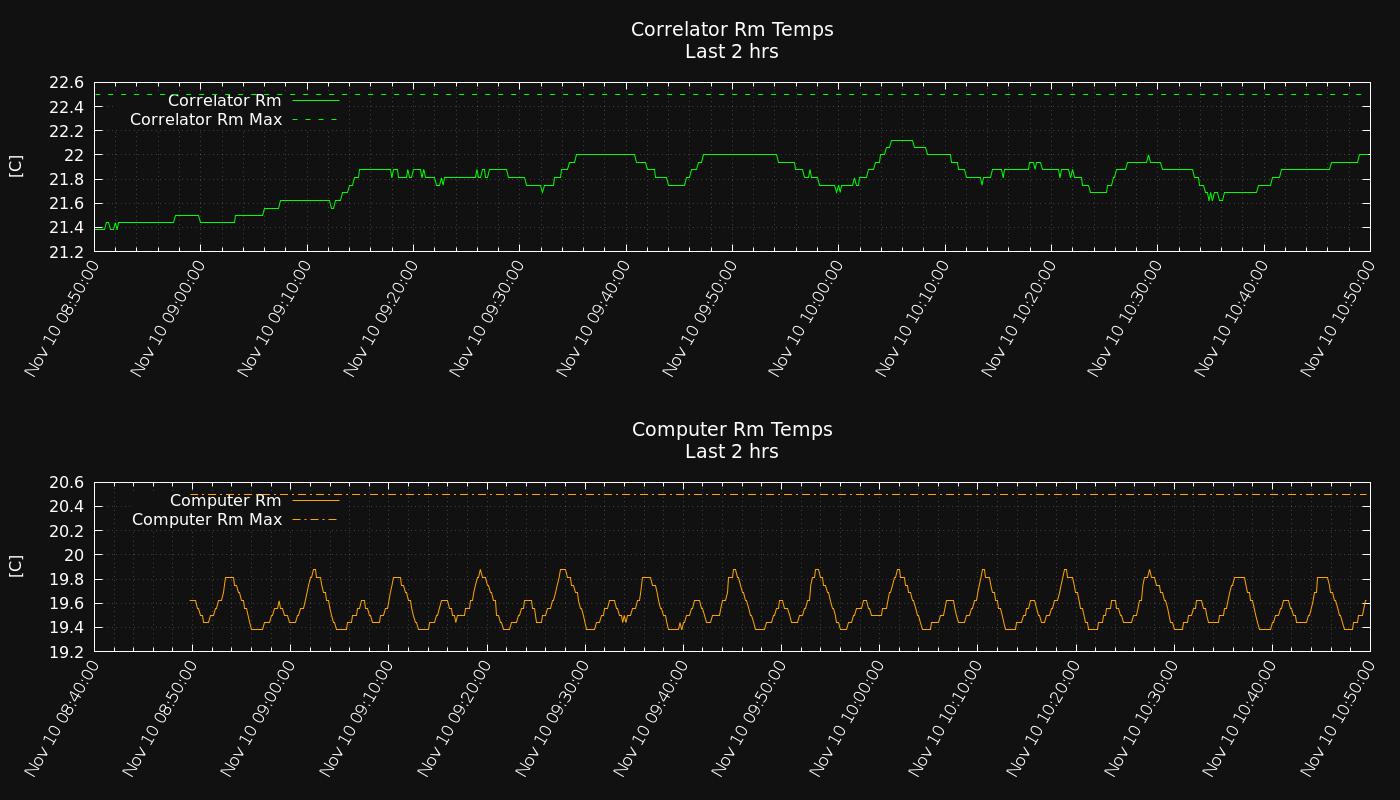 Correlator Rm Temps
Last 2 hrs
22.6
22.4
22.2
22
21.8
21.6
21.4
21.2
[C]
Correlator Rm
Correlator Rm Max
Nov 10 08:50:00
Nov 10 09:00:00
Nov 10 09:10:00
Nov 10 09:20:00
Nov 10 09:30:00
Nov 10 09:40:00
Nov 10 09:50:00
Nov 10 10:00:00
Nov 10 10:10:00
Nov 10 10:20:00
Nov 10 10:30:00
Nov 10 10:40:00
Nov 10 10:50:00
Computer Rm Temps
Last 2 hrs
20.6
20.4
20.2
20
19.8
19.6
19.4
19.2
[C]
Computer Rm
Computer Rm Max
Nov 10 08:40:00
Nov 10 08:50:00
Nov 10 09:00:00
Nov 10 09:10:00
Nov 10 09:20:00
Nov 10 09:30:00
Nov 10 09:40:00
Nov 10 09:50:00
Nov 10 10:00:00
Nov 10 10:10:00
Nov 10 10:20:00
Nov 10 10:30:00
Nov 10 10:40:00
Nov 10 10:50:00